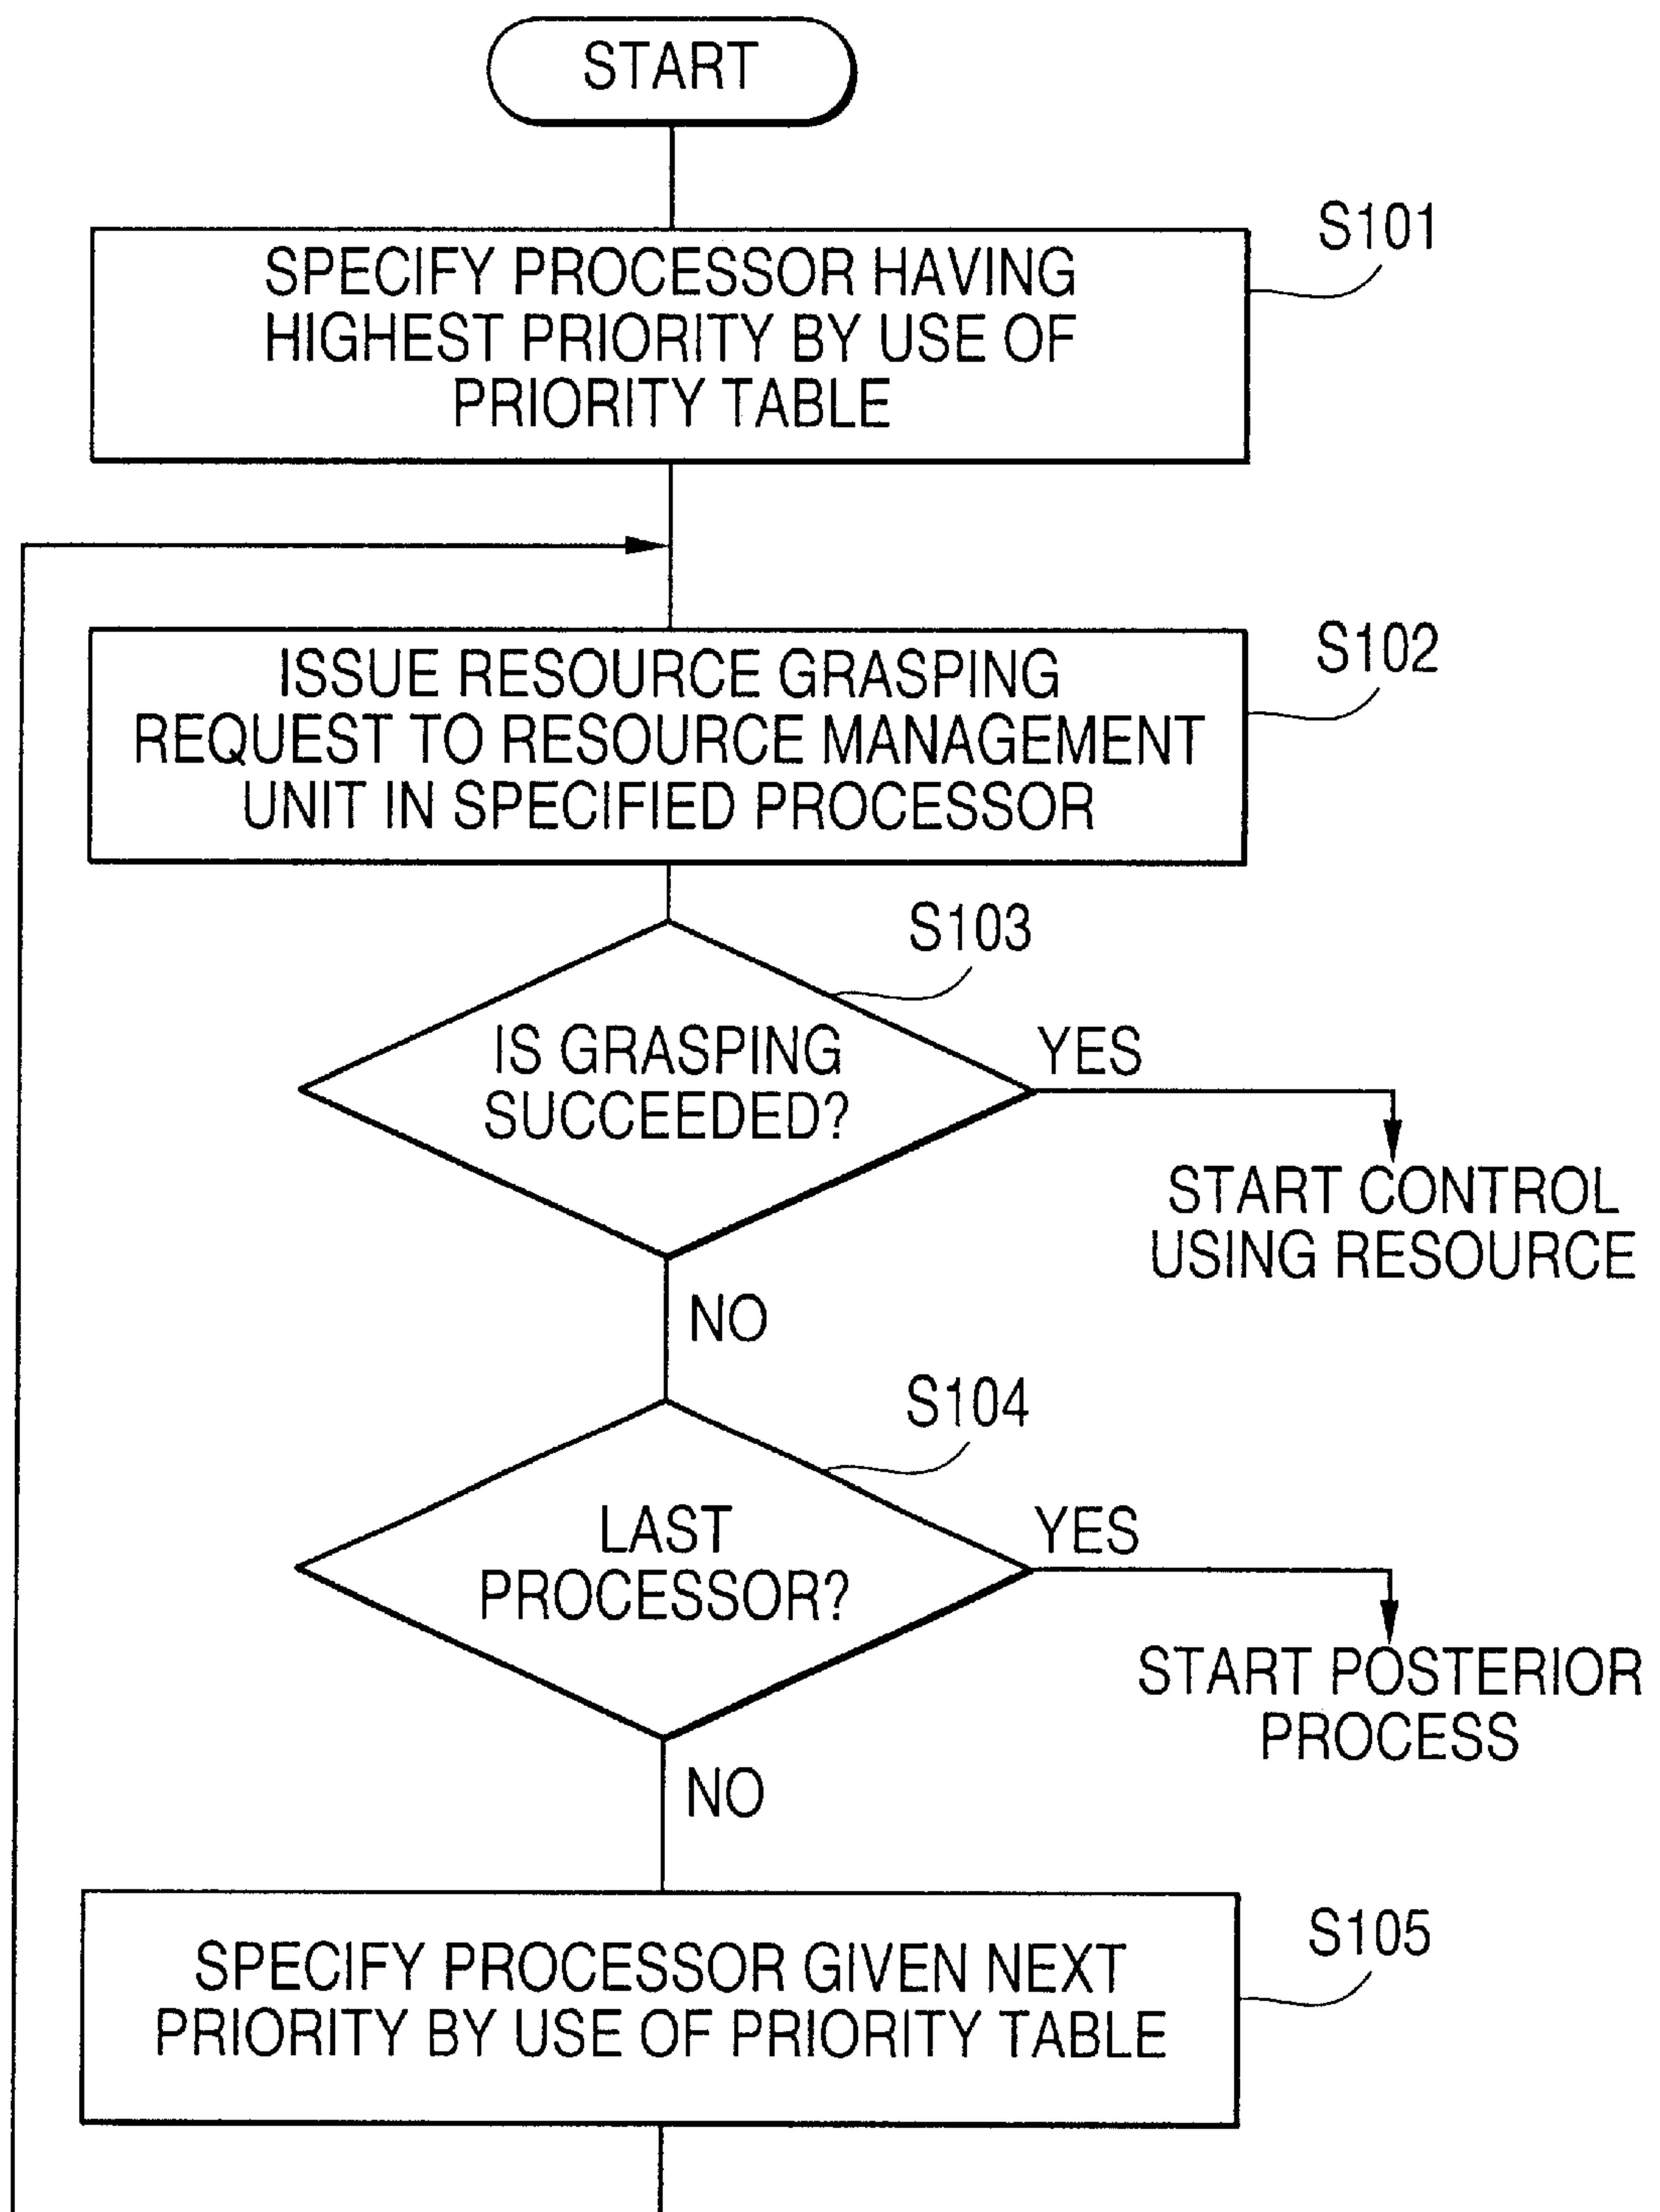 START
S101
SPECIFY PROCESSOR HAVING
HIGHEST PRIORITY BY USE OF
PRIORITY TABLE
S102
ISSUE RESOURCE GRASPING
REQUEST TO RESOURCE MANAGEMENT
UNIT IN SPECIFIED PROCESSOR
S103
IS GRASPING
SUCCEEDED?
YES
START CONTROL
USING RESOURCE
NO
S104
LAST
PROCESSOR?
YES
START POSTERIOR
PROCESS
NO
S105
SPECIFY PROCESSOR GIVEN NEXT
PRIORITY BY USE OF PRIORITY TABLE